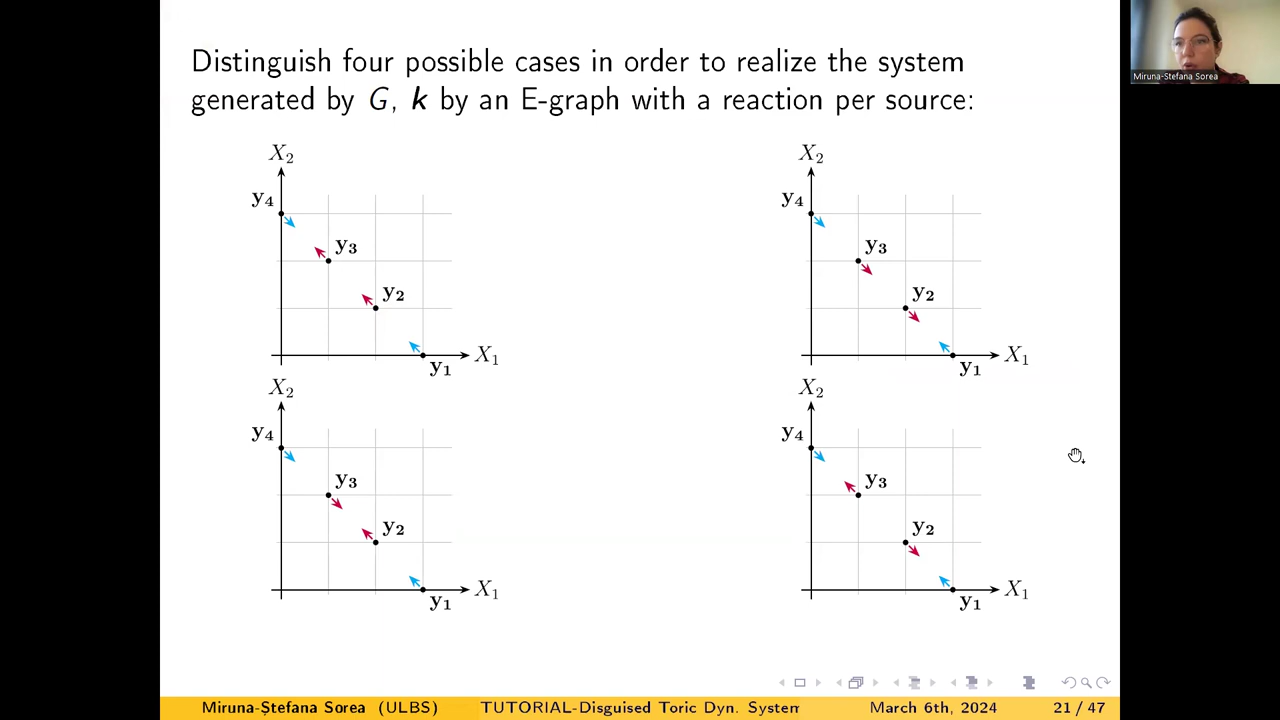 Distinguish four possible cases in order to realize the system
generated by G, k by an E-graph with a reaction per source:
X₂
y₄
y₃
y₂
y₁
X₁
X₂
y₄
y₃
y₂
y₁
X₁
X₂
y₄
y₃
y₂
y₁
X₁
X₂
y₄
y₃
y₂
y₁
X₁
Miruna-Ștefana Sorea (ULBS) TUTORIAL-Disguised Toric Dyn. System March 6th, 2024 21 / 47
Miruna-Stefana Sorea